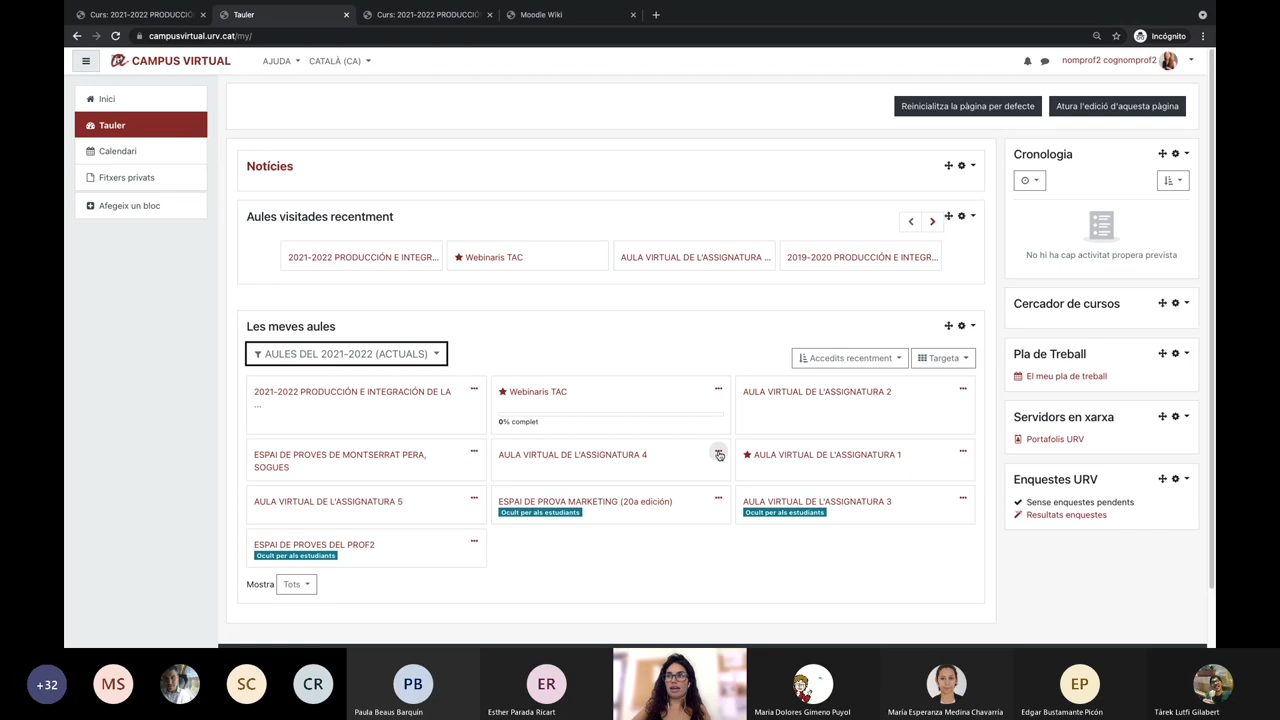 Curs: 2021-2022 PRODUCCIÓ
Tauler
Curs: 2021-2022 PRODUCCIÓ
Moodle Wiki
campusvirtual.urv.cat/my/
Incógnito
CAMPUS VIRTUAL
AJUDA
CATALÀ (CA)
nomprof2 cognomprof2
Inici
Tauler
Calendari
Fitxers privats
Afegeix un bloc
Reinicialitza la pàgina per defecte
Atura l'edició d'aquesta pàgina
Notícies
Aules visitades recentment
2021-2022 PRODUCCIÓN E INTEGR...
Webinaris TAC
AULA VIRTUAL DE L'ASSIGNATURA ...
2019-2020 PRODUCCIÓN E INTEGR...
Les meves aules
AULES DEL 2021-2022 (ACTUALS)
Accedits recentment
Targeta
2021-2022 PRODUCCIÓN E INTEGRACIÓN DE LA
...
Webinaris TAC
0% complet
AULA VIRTUAL DE L'ASSIGNATURA 2
ESPAI DE PROVES DE MONTSERRAT PERA,
SOGUES
AULA VIRTUAL DE L'ASSIGNATURA 4
AULA VIRTUAL DE L'ASSIGNATURA 1
AULA VIRTUAL DE L'ASSIGNATURA 5
ESPAI DE PROVA MARKETING (20a edición)
Ocult per als estudiants
AULA VIRTUAL DE L'ASSIGNATURA 3
Ocult per als estudiants
ESPAI DE PROVES DEL PROF2
Ocult per als estudiants
Mostra
Tots
Cronologia
No hi ha cap activitat propera prevista
Cercador de cursos
Pla de Treball
El meu pla de treball
Servidors en xarxa
Portafolis URV
Enquestes URV
Sense enquestes pendents
Resultats enquestes
+32
MS
SC
CR
PB
Paula Beaus Barquín
ER
Esther Parada Ricart
María Dolores Gimeno Puyol
María Esperanza Medina Chavarría
EP
Edgar Bustamante Picón
Tárek Lutfi Gilabert